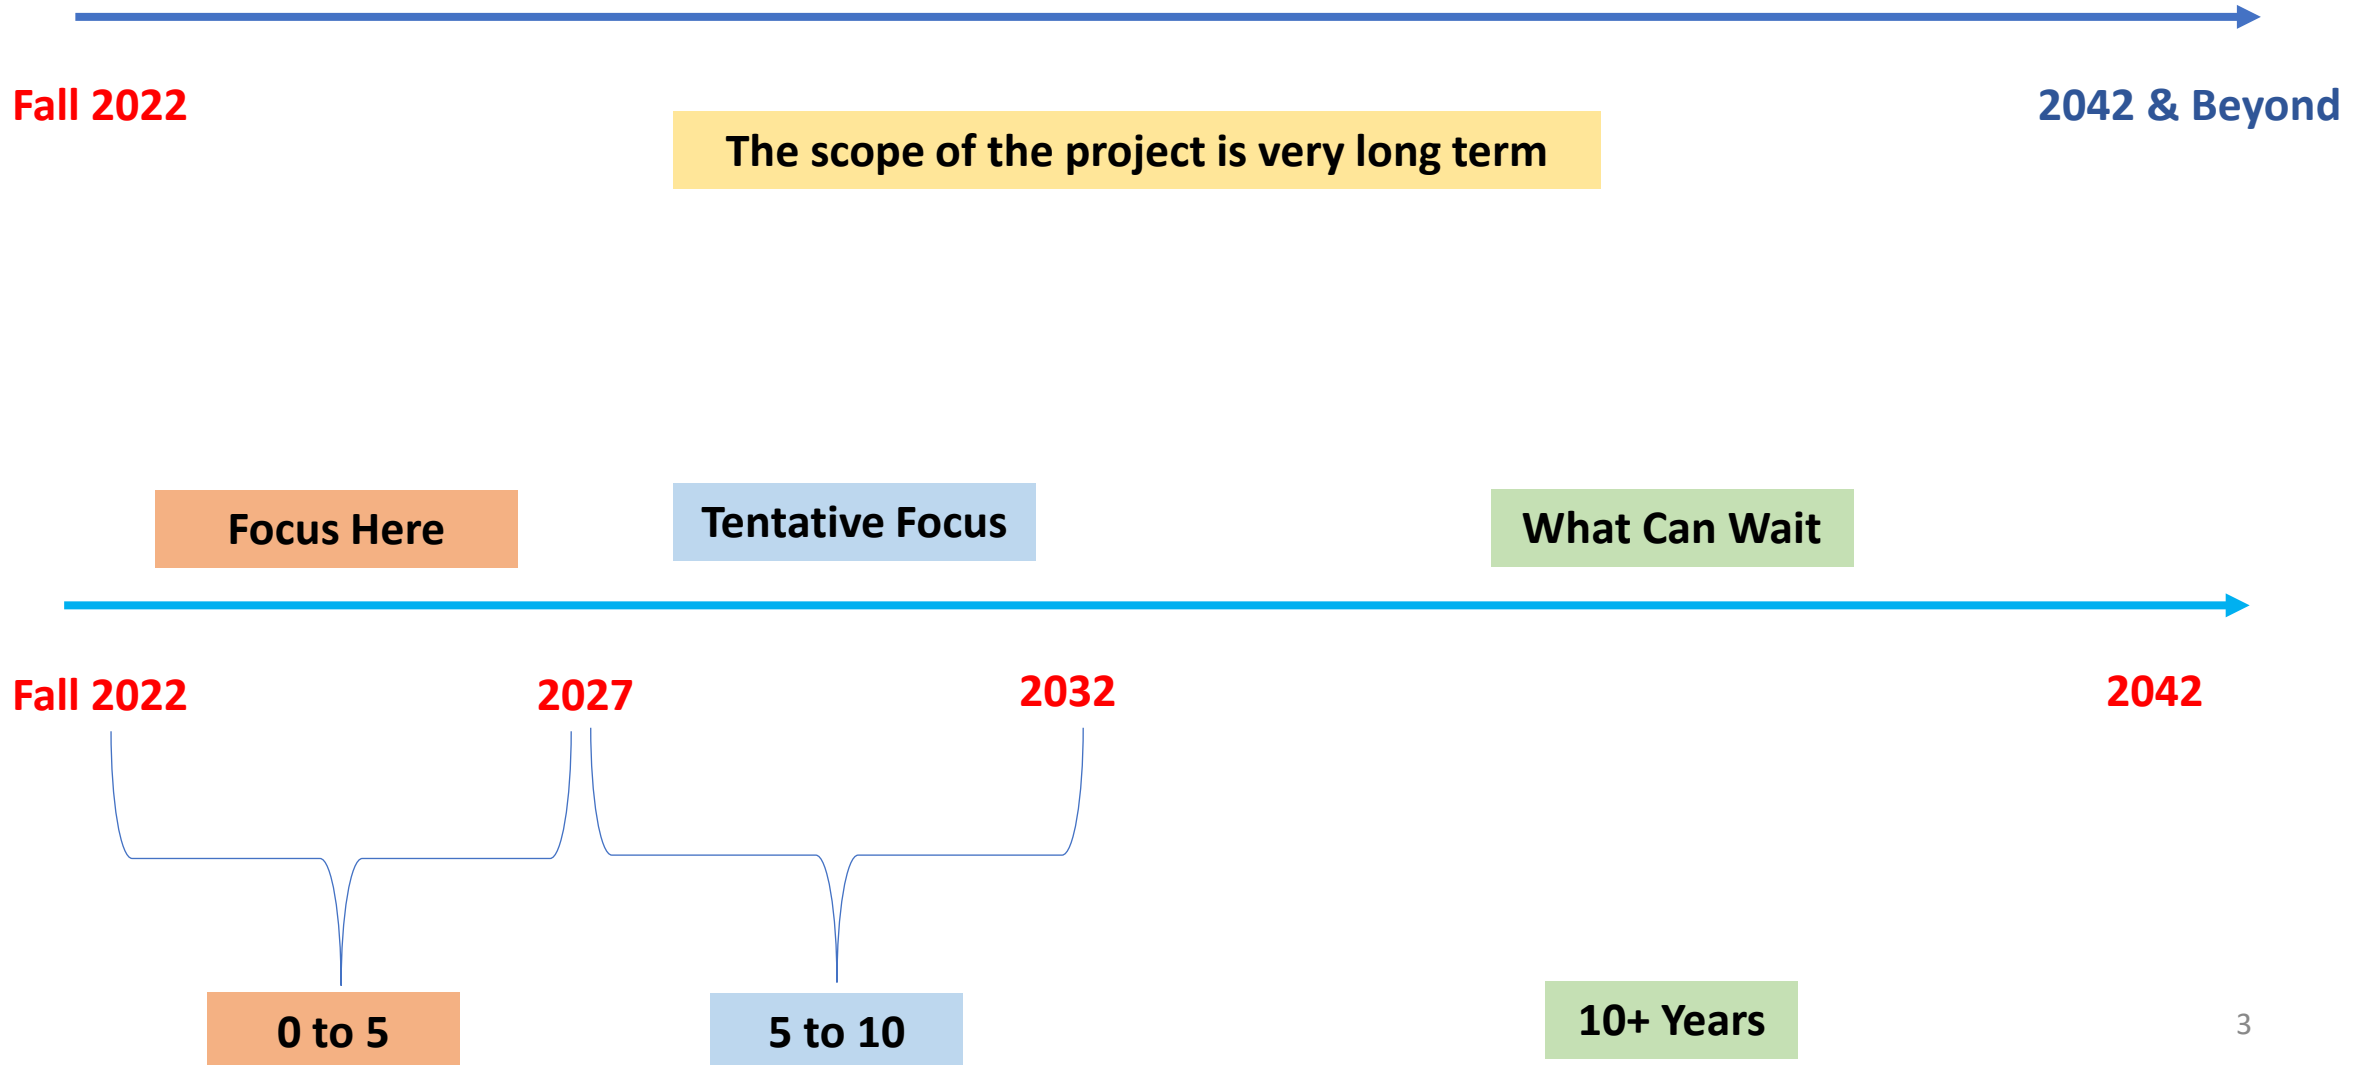 Fall 2022
2042 & Beyond
The scope of the project is very long term
Focus Here
Tentative Focus
What Can Wait
Fall 2022
2027
2032
2042
0 to 5
5 to 10
10+ Years
3